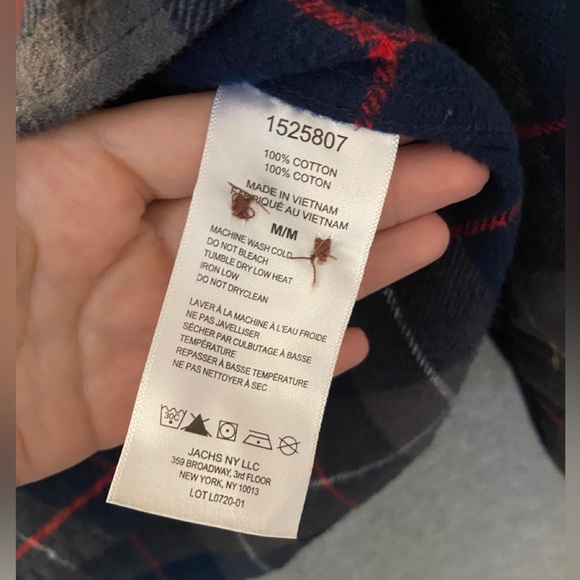 1525807
100% COTTON
100% COTON
MADE IN VIETNAM
FABRIQUÉ AU VIETNAM
M/M
MACHINE WASH COLD
DO NOT BLEACH
TUMBLE DRY LOW HEAT
IRON LOW
DO NOT DRYCLEAN
LAVER À LA MACHINE À L'EAU FROIDE
NE PAS JAVELLISER
SÉCHER PAR CULBUTAGE À BASSE
TEMPÉRATURE
REPASSER À BASSE TEMPÉRATURE
NE PAS NETTOYER À SEC
30C
JACHS NY LLC
359 BROADWAY, 3rd FLOOR
NEW YORK, NY 10013
LOT L0720-01